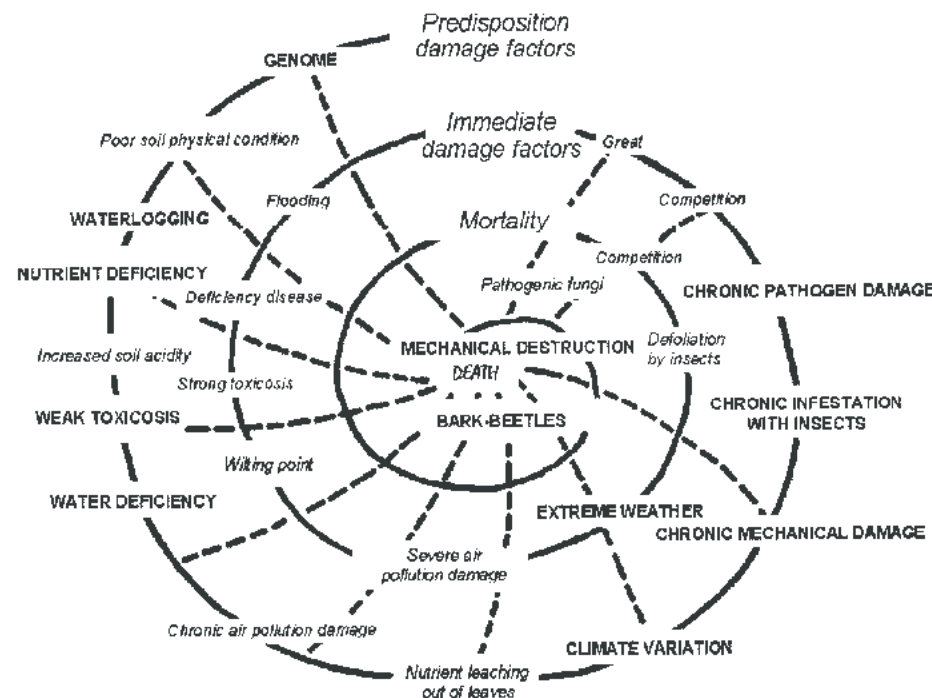 Predisposition
damage factors
GENOME
Immediate
damage factors
Poor soil physical condition
Great
Flooding
Competition
WATERLOGGING
Mortality
Competition
NUTRIENT DEFICIENCY
Pathogenic fungi
Deficiency disease
CHRONIC PATHOGEN DAMAGE
Defoliation
by insects
Increased soil acidity
MECHANICAL DESTRUCTION
Strong toxicosis
DEATH
WEAK TOXICOSIS
CHRONIC INFESTATION
WITH INSECTS
BARK-BEETLES
Wilting point
WATER DEFICIENCY
EXTREME WEATHER
CHRONIC MECHANICAL DAMAGE
Severe air
pollution damage
Chronic air pollution damage
CLIMATE VARIATION
Nutrient leaching
out of leaves